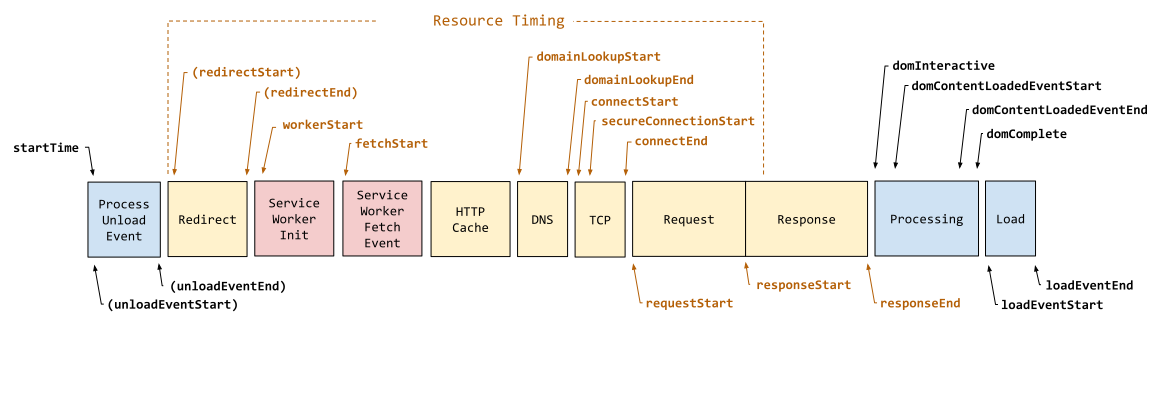 Resource Timing
domainLookupStart
domInteractive
(redirectStart)
domainLookupEnd
domContentLoadedEventStart
(redirectEnd)
connectStart
domContentLoadedEventEnd
workerStart
secureConnectionStart
domComplete
fetchStart
connectEnd
startTime
Process
Unload
Event
Redirect
Service
Worker
Init
Service
Worker
Fetch
Event
HTTP
Cache
DNS
TCP
Request
Response
Processing
Load
(unloadEventEnd)
(unloadEventStart)
requestStart
responseStart
responseEnd
loadEventEnd
loadEventStart